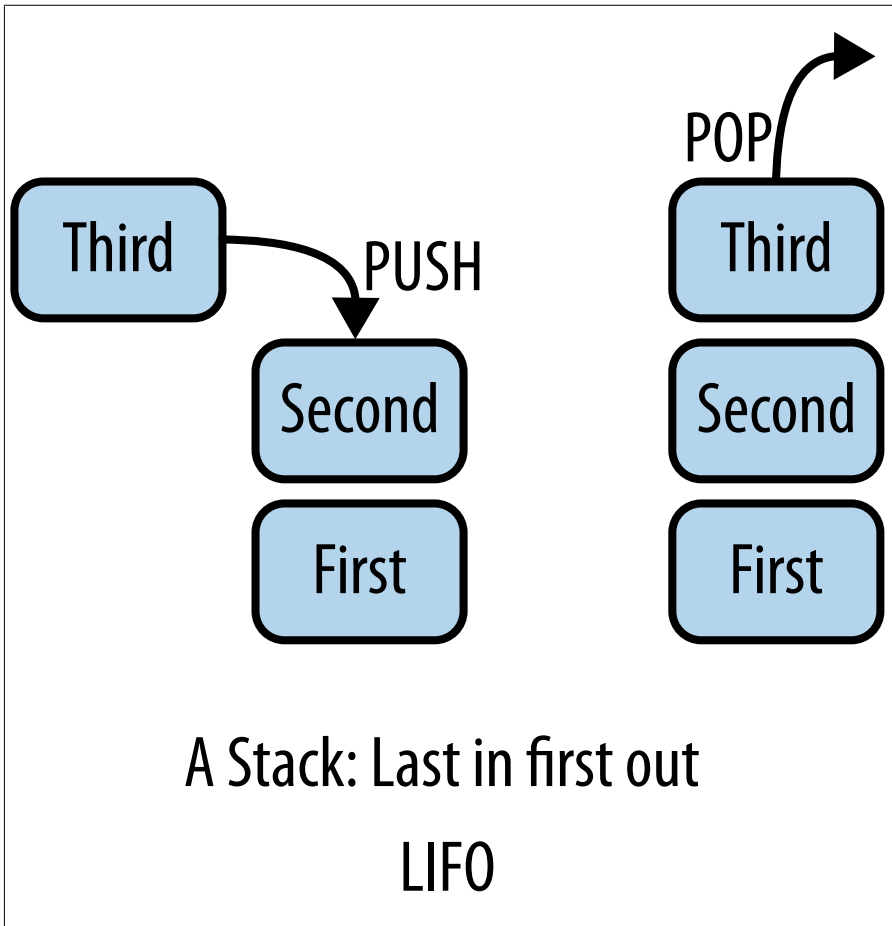 POP
Third
PUSH
Third
Second
Second
First
First
A Stack: Last in first out
LIFO